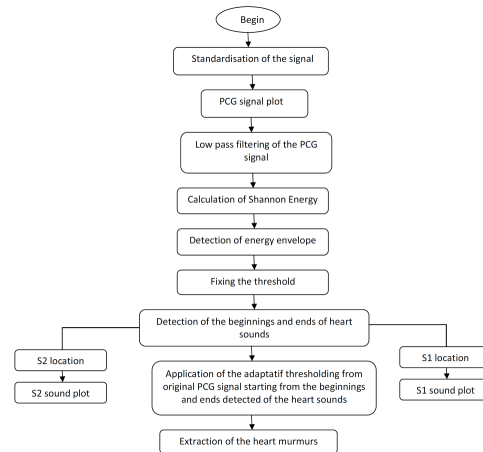 Begin
Standardisation of the signal
PCG signal plot
Low pass filtering of the PCG
signal
Calculation of Shannon Energy
Detection of energy envelope
Fixing the threshold
Detection of the beginnings and ends of heart
sounds
S2 location
S2 sound plot
Application of the adaptatif thresholding from
original PCG signal starting from the beginnings
and ends detected of the heart sounds
S1 location
S1 sound plot
Extraction of the heart murmurs